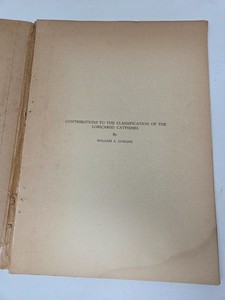 CONTRIBUTIONS TO THE CLASSIFICATION OF THE
LORICARIID CATFISHES
By
WILLIAM A. GOSLINE